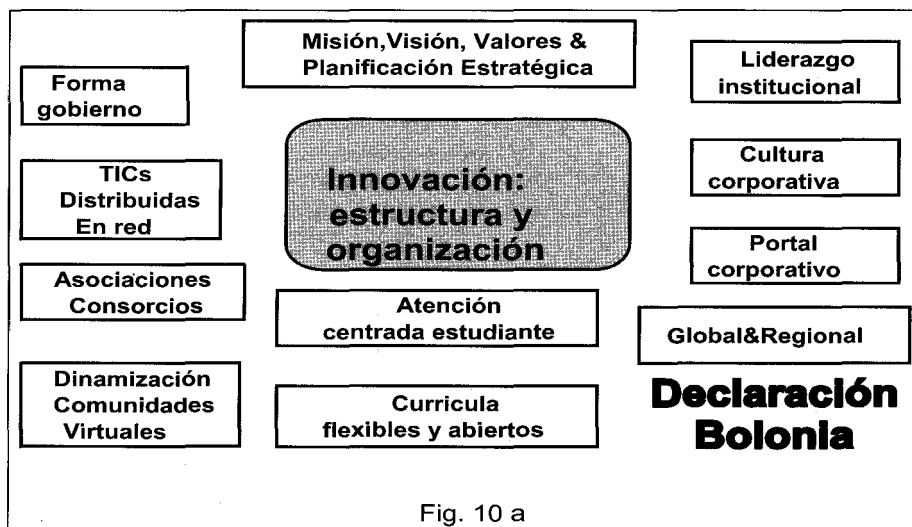 Misión,Visión, Valores &
Planificación Estratégica
Forma
gobierno
Liderazgo
institucional
TICs
Distribuidas
En red
Innovación:
estructura y
organización
Cultura
corporativa
Portal
corporativo
Asociaciones
Consorcios
Atención
centrada estudiante
Global&Regional
Dinamización
Comunidades
Virtuales
Curricula
flexibles y abiertos
Declaración
Bolonia
Fig. 10 a